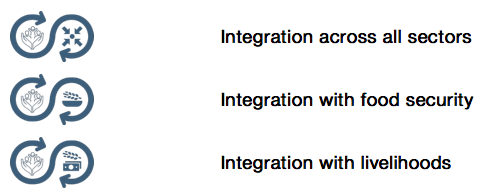 Integration across all sectors
Integration with food security
Integration with livelihoods